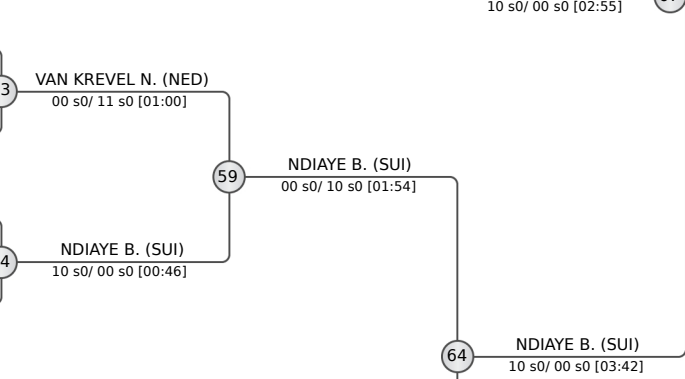 10 s0/ 00 s0 [02:55]
VAN KREVEL N. (NED)
3
00 s0/ 11 s0 [01:00]
NDIAYE B. (SUI)
59
00 s0/ 10 s0 [01:54]
NDIAYE B. (SUI)
4
10 s0/ 00 s0 [00:46]
NDIAYE B. (SUI)
64
10 s0/ 00 s0 [03:42]